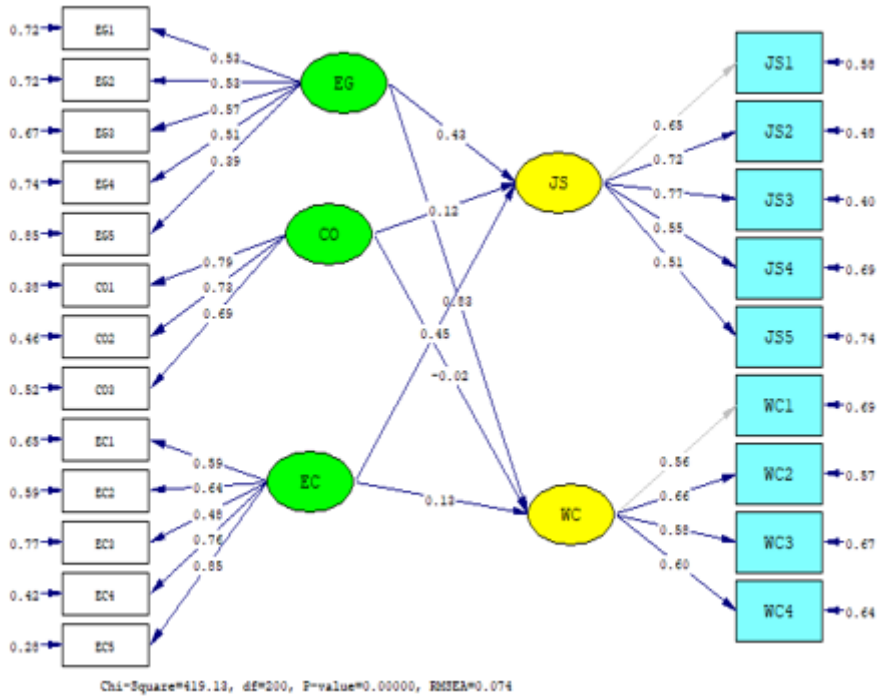 0.72
EG1
0.72
EG2
0.67
EG3
0.74
EG4
0.85
EG5
0.38
CO1
0.46
CO2
0.52
CO3
0.65
EC1
0.59
EC2
0.77
EC3
0.42
EC4
0.28
EC5
0.53
0.53
0.57
0.51
0.39
0.79
0.73
0.69
0.59
0.64
0.48
0.76
0.85
EG
CO
EC
0.43
0.12
0.83
0.45
-0.02
0.13
JS
WC
0.65
0.72
0.77
0.55
0.51
0.56
0.66
0.58
0.60
JS1
0.58
JS2
0.48
JS3
0.40
JS4
0.69
JS5
0.74
WC1
0.69
WC2
0.57
WC3
0.67
WC4
0.64
Chi-Square=419.13, df=200, P-value=0.00000, RMSEA=0.074